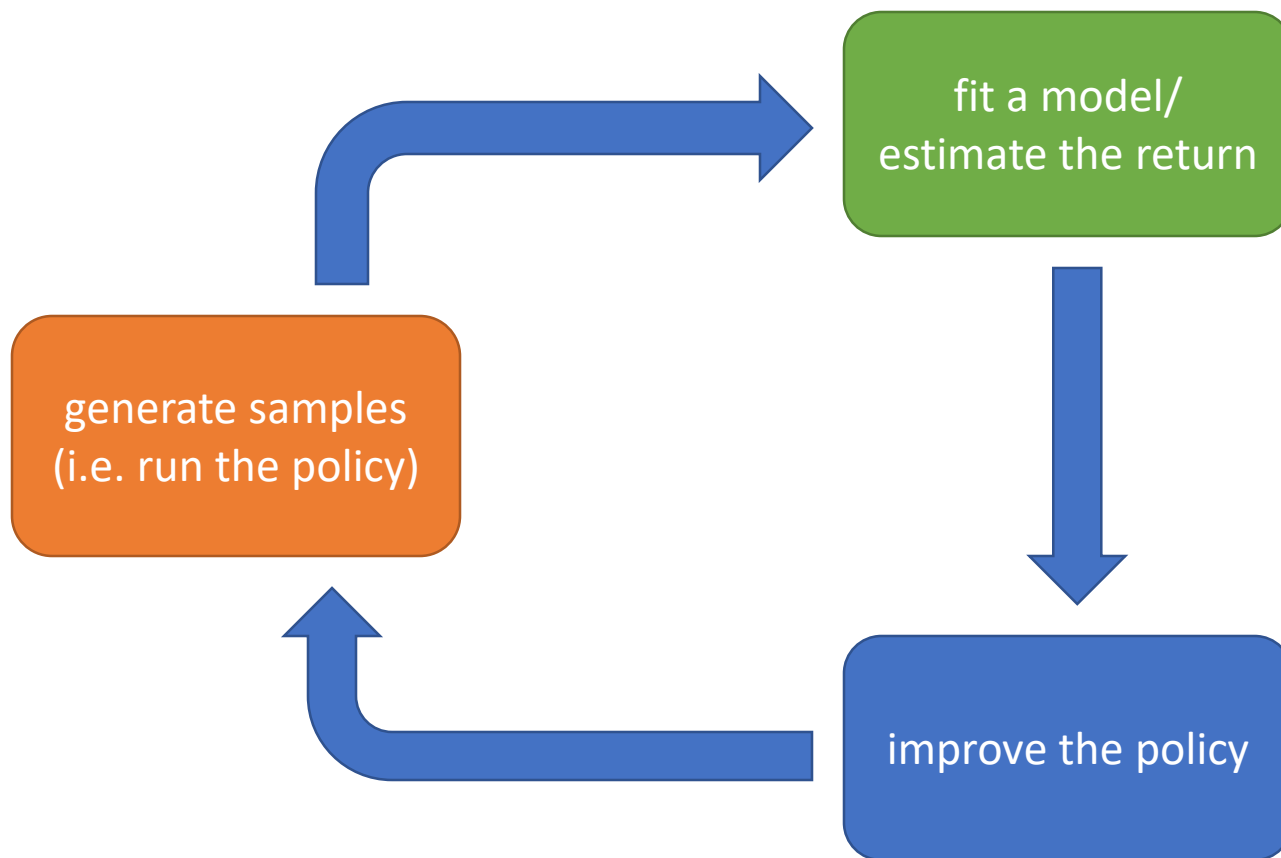 fit a model/
estimate the return
generate samples
(i.e. run the policy)
improve the policy